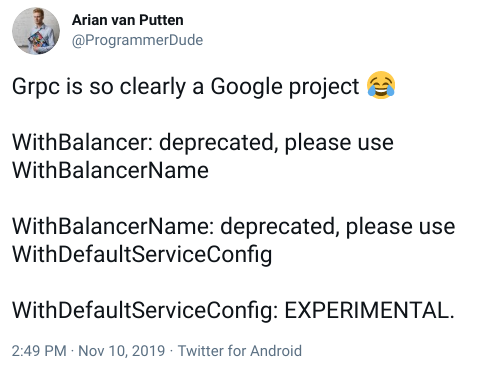 Arian van Putten
@ProgrammerDude
Grpc is so clearly a Google project 😂
WithBalancer: deprecated, please use
WithBalancerName
WithBalancerName: deprecated, please use
WithDefaultServiceConfig
WithDefaultServiceConfig: EXPERIMENTAL.
2:49 PM · Nov 10, 2019 · Twitter for Android